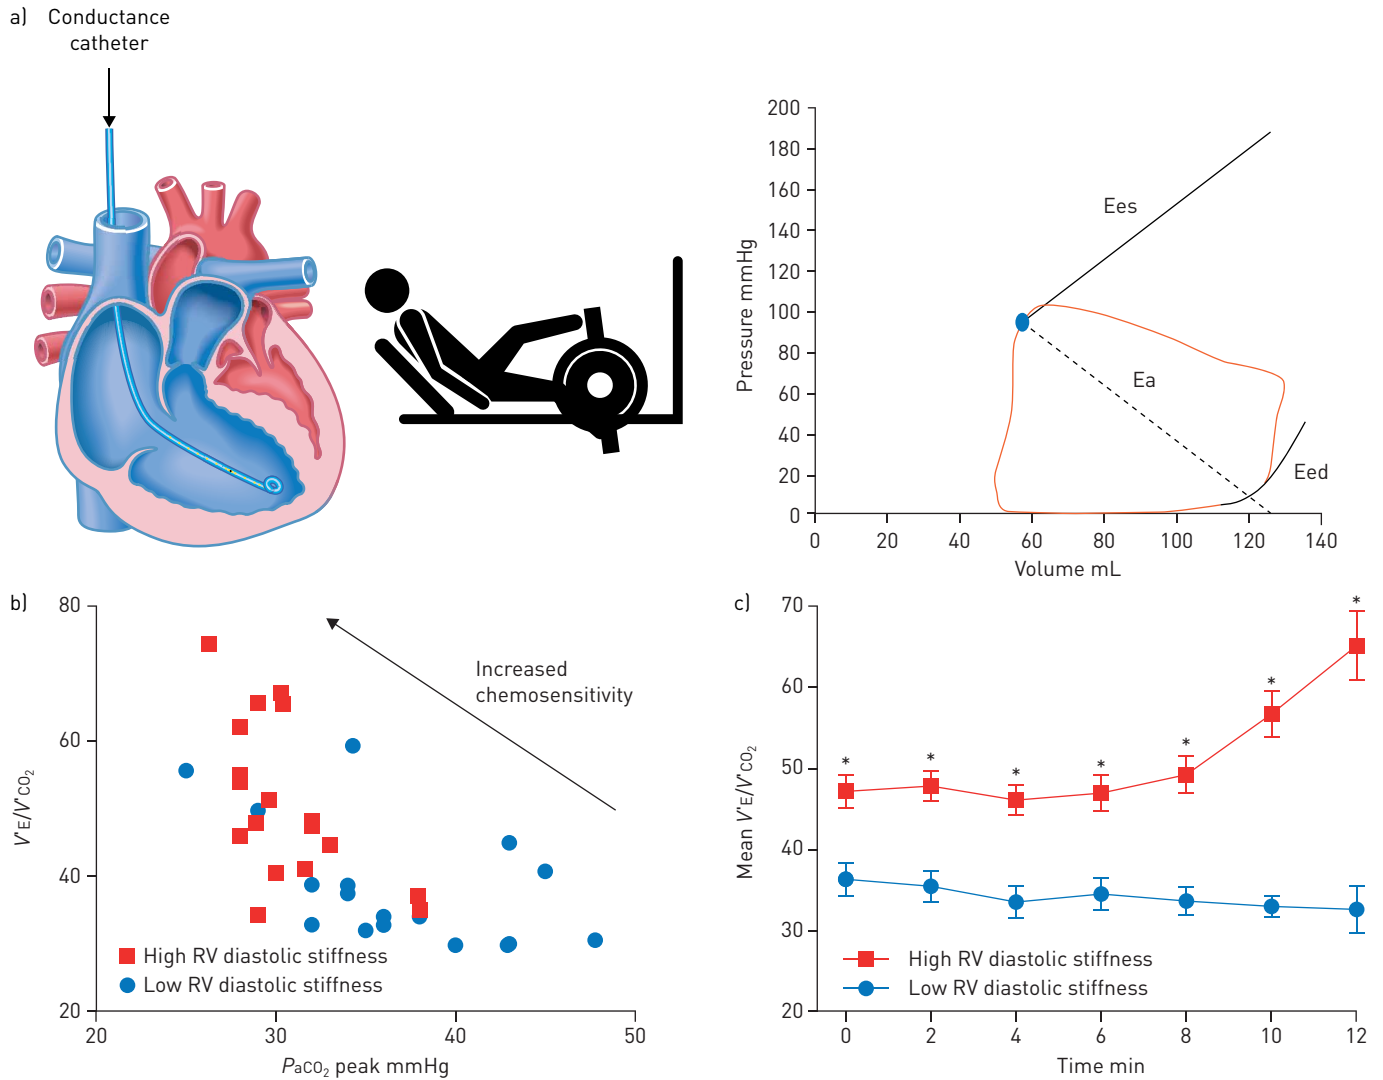 a) Conductance
catheter
Pressure mmHg
200
180
160
140
120
100
80
60
40
20
0
Ees
Ea
Eed
0 20 40 60 80 100 120 140
Volume mL
b)
V'E/V'CO2
80
60
40
20
Increased
chemosensitivity
High RV diastolic stiffness
Low RV diastolic stiffness
20 30 40 50
PaCO2 peak mmHg
c)
Mean V'E/V'CO2
70
60
50
40
30
20
* * * * * * *
High RV diastolic stiffness
Low RV diastolic stiffness
0 2 4 6 8 10 12
Time min